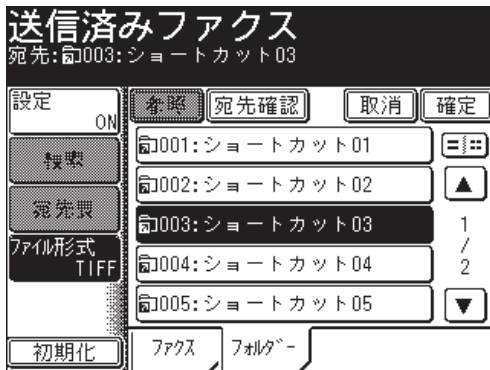 送信済みファクス
宛先:003:ショートカット03
設定
ON
参照 宛先確認 取消 確定
検索
宛先表
ファイル形式
TIFF
初期化
001:ショートカット01
002:ショートカット02
003:ショートカット03
004:ショートカット04
005:ショートカット05
1
/
2
ファクス フォルダー